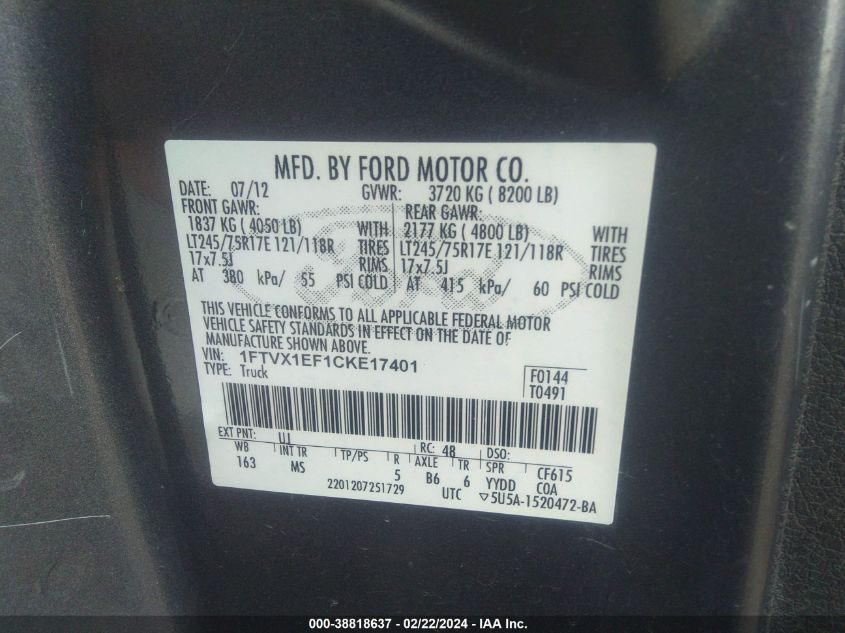 MFD. BY FORD MOTOR CO.
DATE: 07/12 GVWR: 3720 KG ( 8200 LB)
FRONT GAWR: REAR GAWR:
1837 KG ( 4050 LB) WITH 2177 KG ( 4800 LB) WITH
LT245/75R17E 121/118R TIRES LT245/75R17E 121/118R TIRES
17x7.5J RIMS 17x7.5J RIMS
AT 380 kPa/ 55 PSI COLD AT 415 kPa/ 60 PSI COLD
THIS VEHICLE CONFORMS TO ALL APPLICABLE FEDERAL MOTOR
VEHICLE SAFETY STANDARDS IN EFFECT ON THE DATE OF
MANUFACTURE SHOWN ABOVE.
VIN: 1FTVX1EF1CKE17401
TYPE: Truck
F0144
T0491
EXT PNT: UJ RC: 48 DSO:
WB INT TR TP/PS R AXLE TR SPR CF615
163 MS 5 B6 6 YYDD COA
2201207251729 UTC ▽5U5A-1520472-BA
Ford
000-38818637 - 02/22/2024 - IAA Inc.